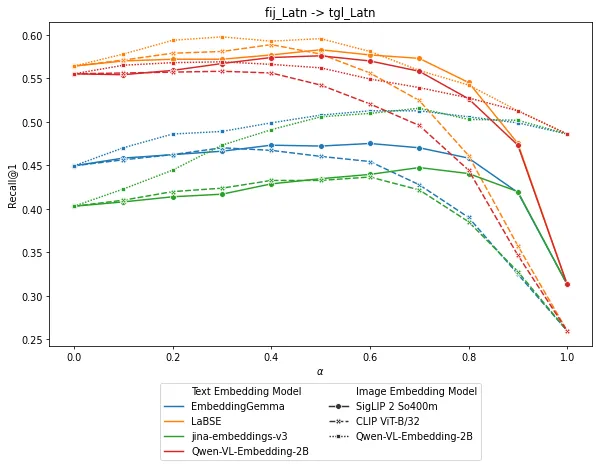 fij_Latn -> tgl_Latn
Recall@1
0.60
0.55
0.50
0.45
0.40
0.35
0.30
0.25
0.0 0.2 0.4 0.6 0.8 1.0
α
Text Embedding Model
EmbeddingGemma
LaBSE
jina-embeddings-v3
Qwen-VL-Embedding-2B
Image Embedding Model
SigLIP 2 So400m
CLIP ViT-B/32
Qwen-VL-Embedding-2B